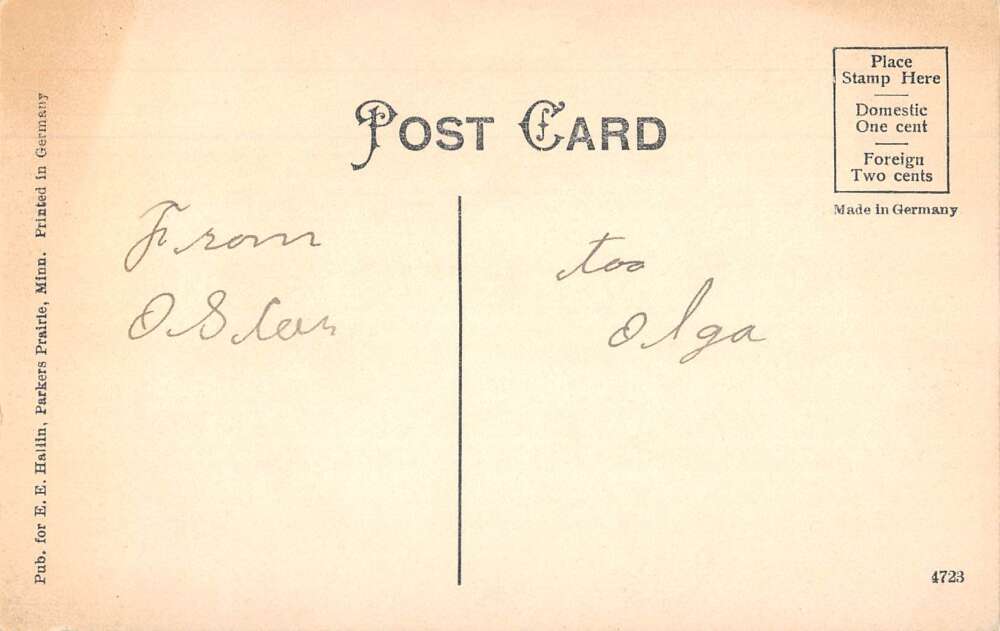 POST CARD
Place
Stamp Here
Domestic
One cent
Foreign
Two cents
Made in Germany
Pub. for E. E. Hallin, Parkers Prairie, Minn. Printed in Germany
From
too
Olga
4723